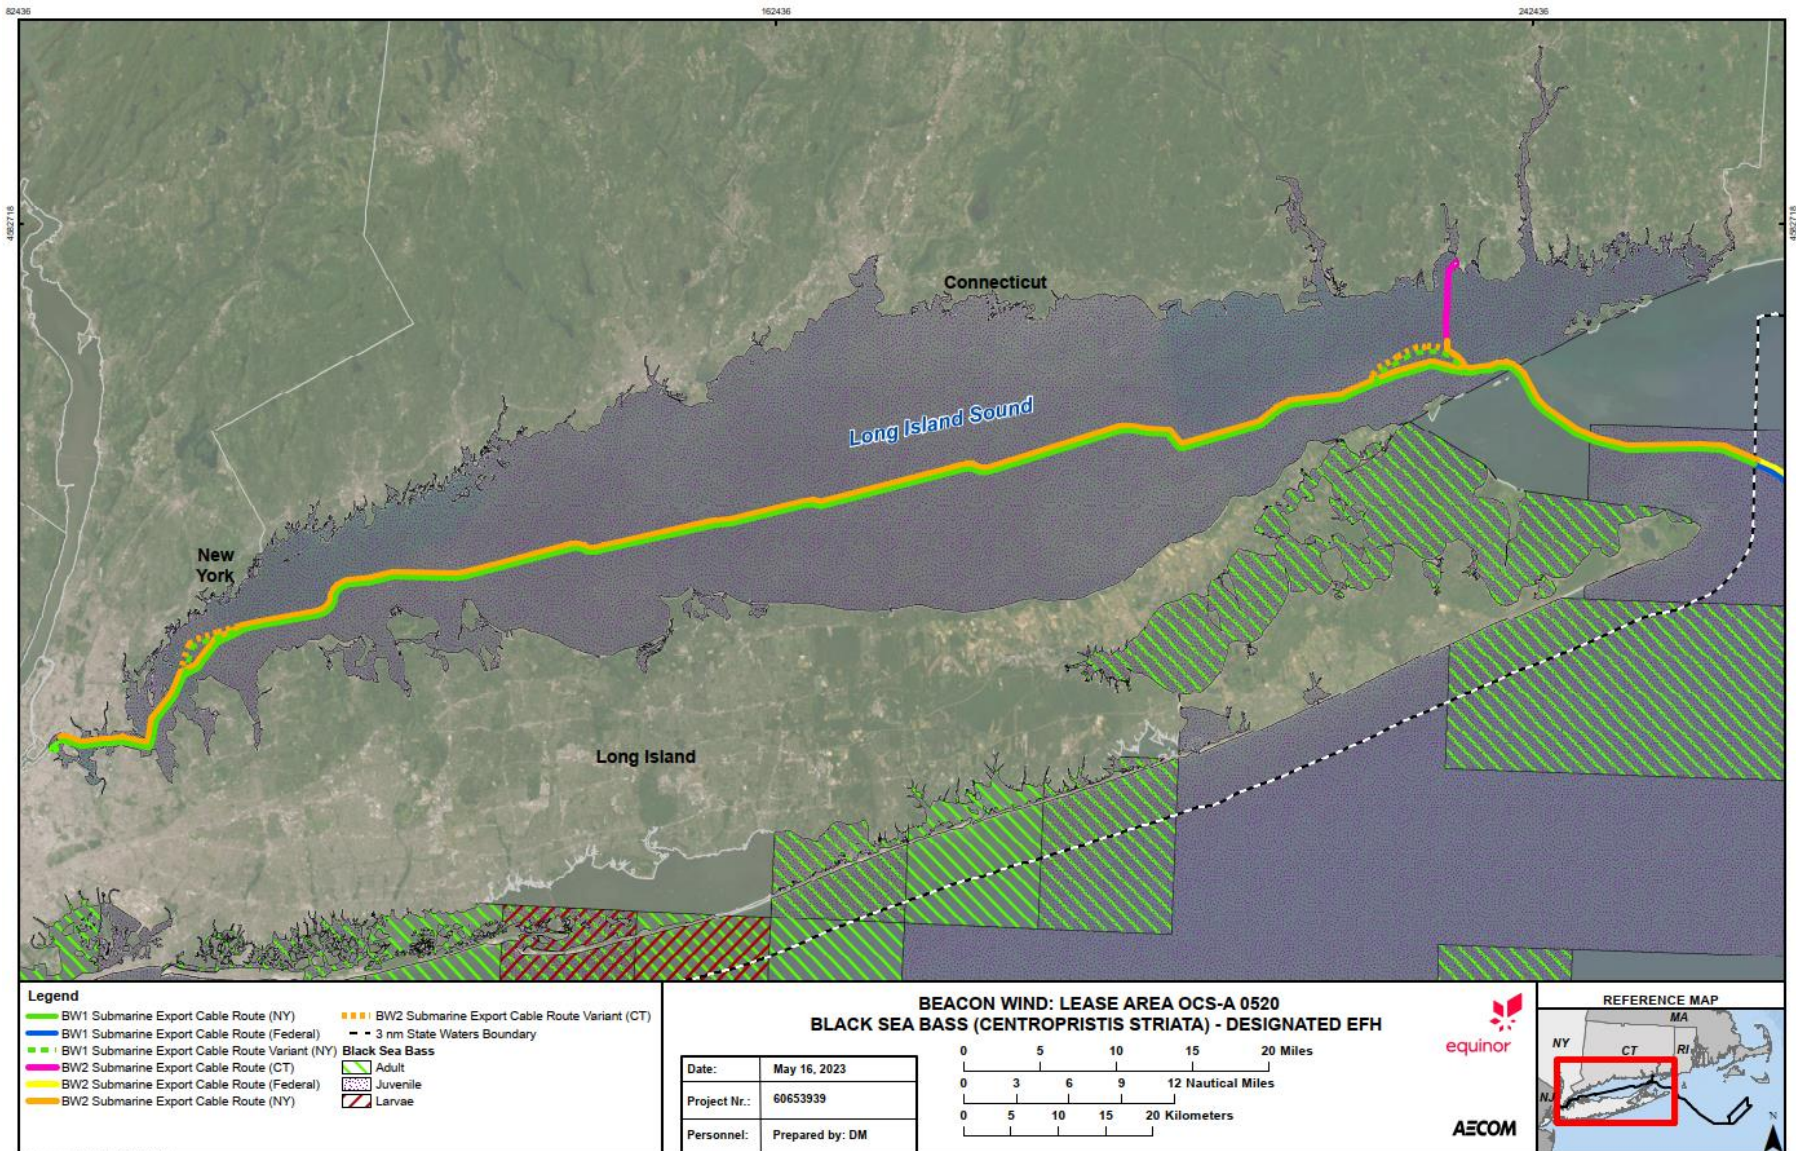 82436
162436
242436
4582718
4582718
Connecticut
Long Island Sound
New
York
Long Island
Legend
BW1 Submarine Export Cable Route (NY)
BW1 Submarine Export Cable Route (Federal)
BW1 Submarine Export Cable Route Variant (NY)
BW2 Submarine Export Cable Route (CT)
BW2 Submarine Export Cable Route (Federal)
BW2 Submarine Export Cable Route (NY)
BW2 Submarine Export Cable Route Variant (CT)
3 nm State Waters Boundary
Black Sea Bass
Adult
Juvenile
Larvae
BEACON WIND: LEASE AREA OCS-A 0520
BLACK SEA BASS (CENTROPRISTIS STRIATA) - DESIGNATED EFH
Date: May 16, 2023
Project Nr.: 60653939
Personnel: Prepared by: DM
0 5 10 15 20 Miles
0 3 6 9 12 Nautical Miles
0 5 10 15 20 Kilometers
equinor
AECOM
REFERENCE MAP
MA
NY
CT
RI
NJ
N